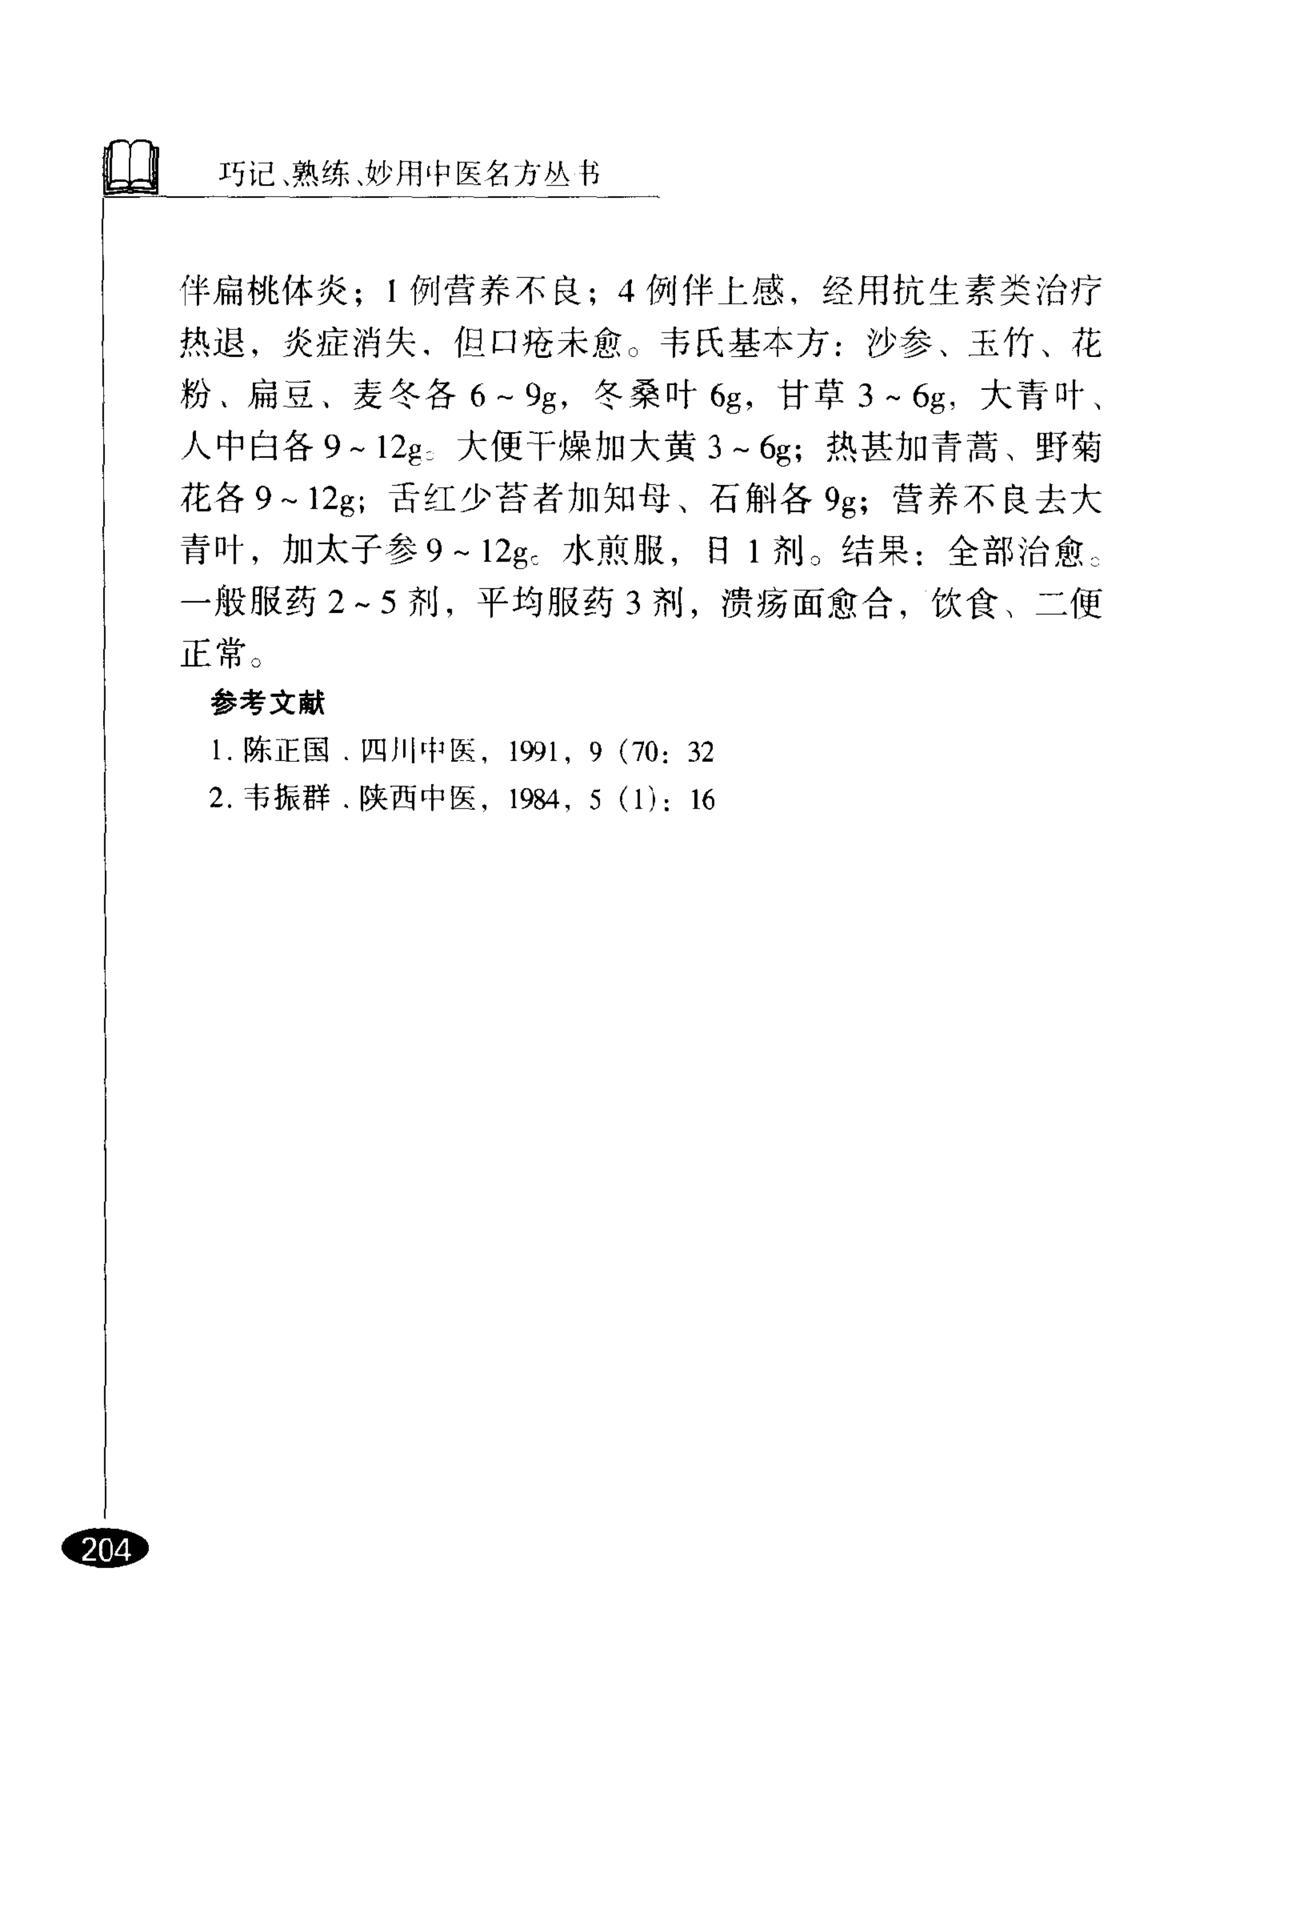 巧记、熟练、妙用中医名方丛书
伴扁桃体炎；1例营养不良；4例伴上感，经用抗生素类治疗
热退，炎症消失，但口疮未愈。韦氏基本方：沙参、玉竹、花
粉、扁豆、麦冬各6～9g，冬桑叶6g，甘草3～6g，大青叶、
人中白各9～12g。大便干燥加大黄3～6g；热甚加青蒿、野菊
花各9～12g；舌红少苔者加知母、石斛各9g；营养不良去大
青叶，加太子参9～12g。水煎服，日1剂。结果：全部治愈。
一般服药2～5剂，平均服药3剂，溃疡面愈合，饮食、二便
正常。
参考文献
1. 陈正国．四川中医，1991，9（70：32
2. 韦振群．陕西中医，1984，5（1）：16
204